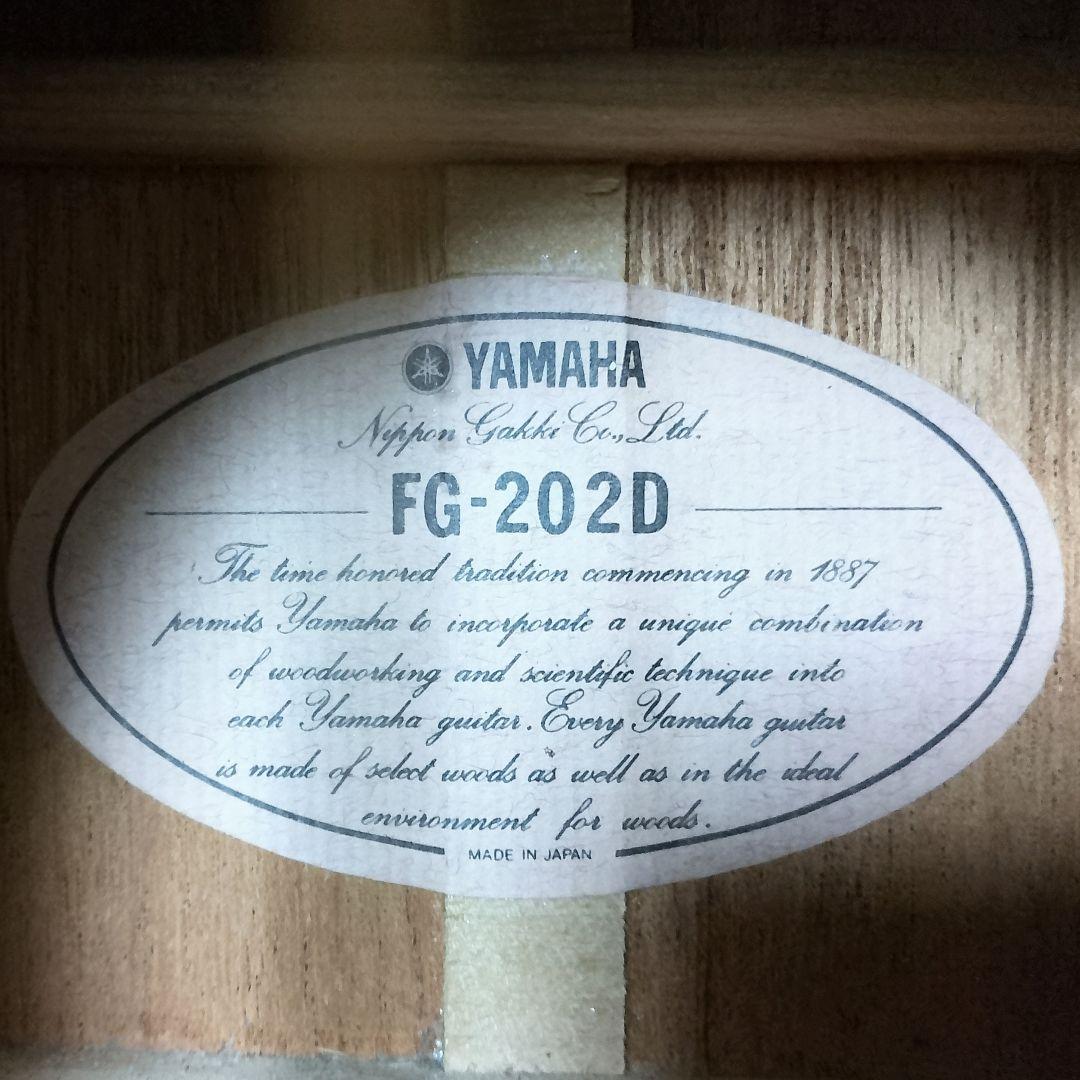 YAMAHA
Nippon Gakki Co., Ltd.
FG-202D
The time honored tradition commencing in 1887
permits Yamaha to incorporate a unique combination
of woodworking and scientific technique into
each Yamaha guitar. Every Yamaha guitar
is made of select woods as well as in the ideal
environment for woods.
MADE IN JAPAN